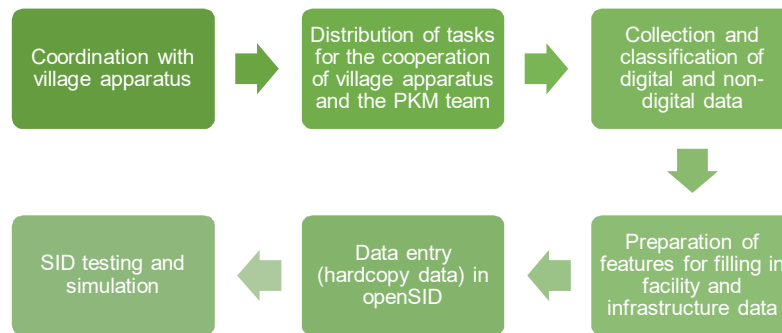 Coordination with
village apparatus
Distribution of tasks
for the cooperation
of village apparatus
and the PKM team
Collection and
classification of
digital and non-
digital data
Preparation of
features for filling in
facility and
infrastructure data
Data entry
(hardcopy data) in
openSID
SID testing and
simulation